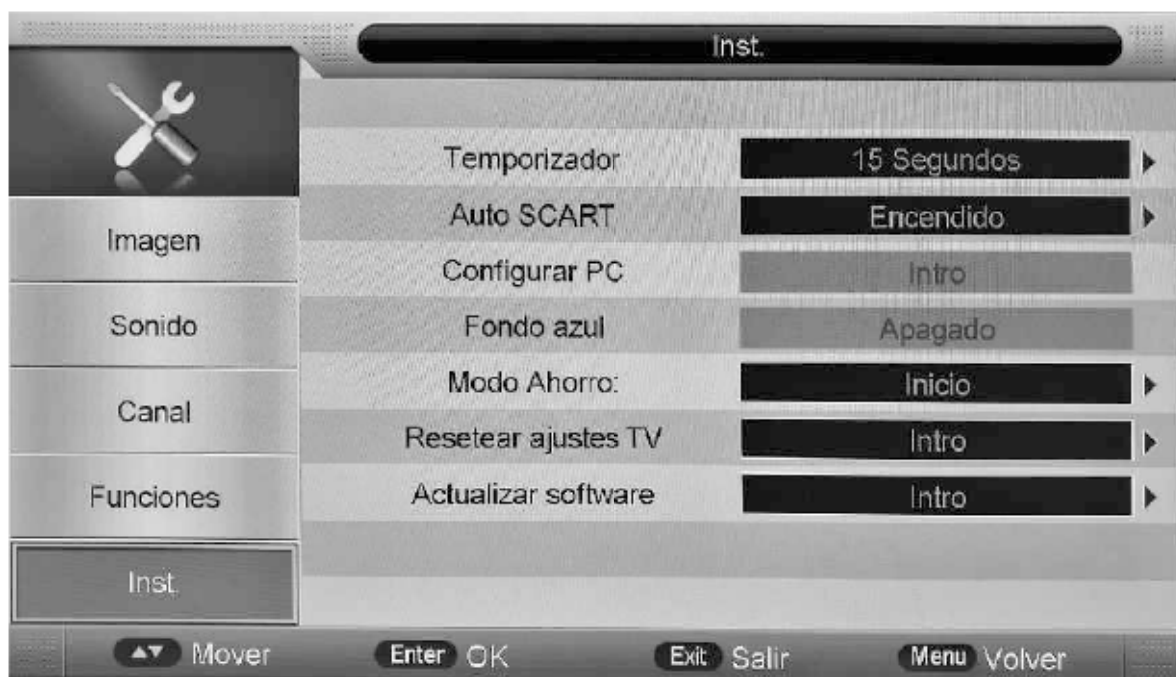 Inst.
Temporizador 15 Segundos
Auto SCART Encendido
Configurar PC Intro
Fondo azul Apagado
Modo Ahorro: Inicio
Resetear ajustes TV Intro
Actualizar software Intro
Imagen
Sonido
Canal
Funciones
Inst.
Mover Enter OK Exit Salir Menu Volver